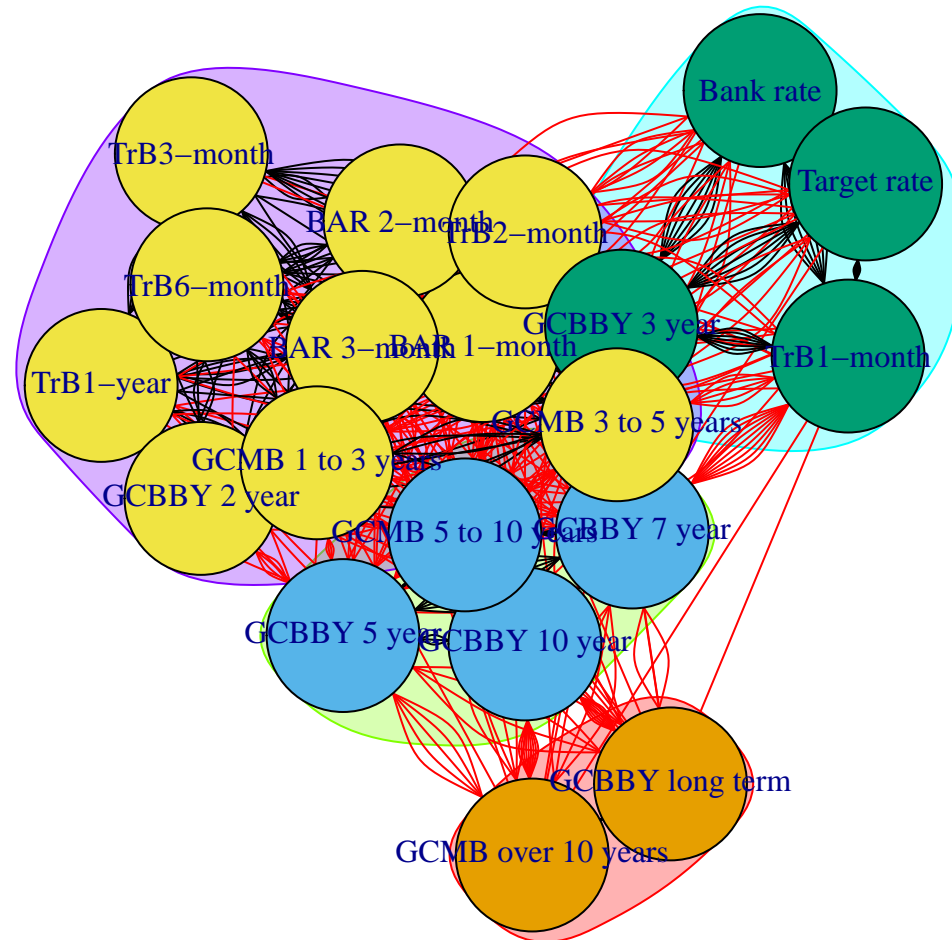 Bank rate
TrB3−month
Target rate
BAR 2−month
TrB2−month
TrB6−month
GCBBY 3 year
BAR 3−month
BAR 1−month
TrB1−month
TrB1−year
GCMB 3 to 5 years
GCMB 1 to 3 years
GCBBY 2 year
GCMB 5 to 10 years
GCBBY 7 year
GCBBY 5 year
GCBBY 10 year
GCBBY long term
GCMB over 10 years